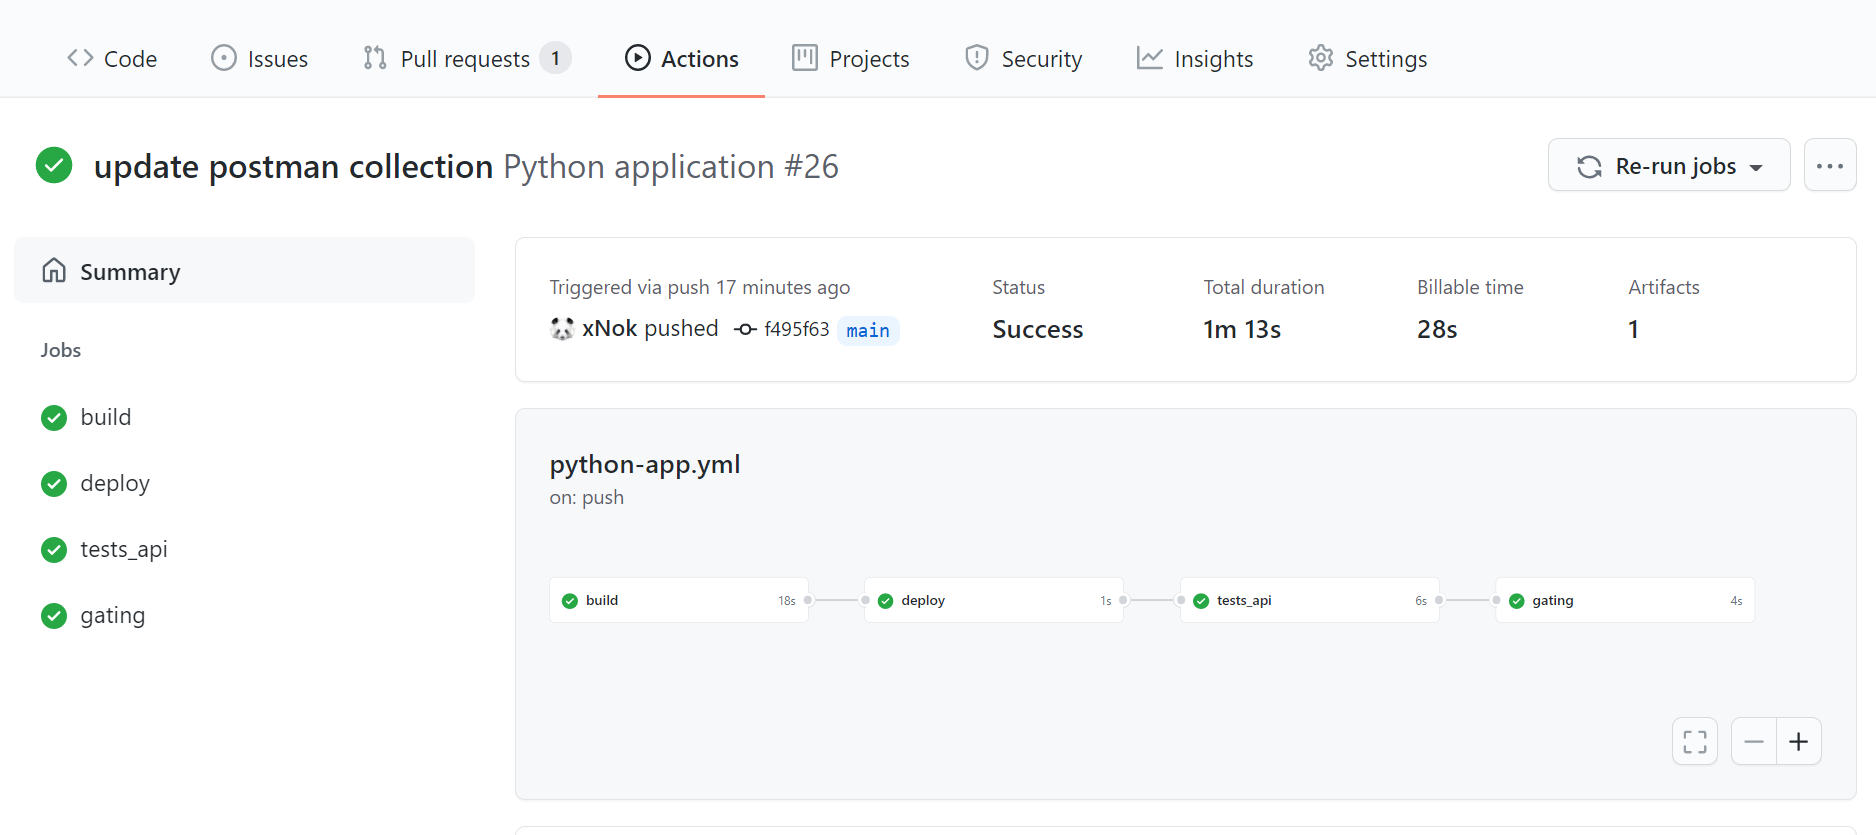 Code Issues Pull requests 1 Actions Projects Security Insights Settings
update postman collection Python application #26
Re-run jobs
Summary
Jobs
build
deploy
tests_api
gating
Triggered via push 17 minutes ago
xNok pushed f495f63 main
Status
Success
Total duration
1m 13s
Billable time
28s
Artifacts
1
python-app.yml
on: push
build 18s
deploy 1s
tests_api 6s
gating 4s